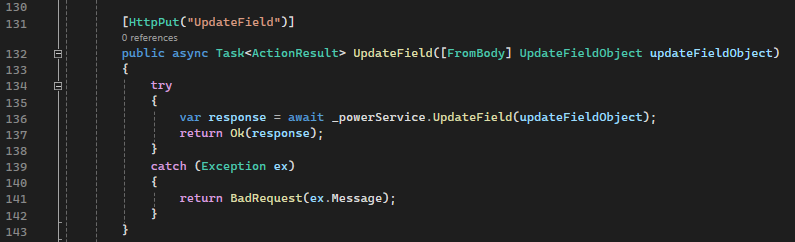 130
131 [HttpPut("UpdateField")]
0 references
132 public async Task<ActionResult> UpdateField([FromBody] UpdateFieldObject updateFieldObject)
133 {
134 try
135 {
136 var response = await _powerService.UpdateField(updateFieldObject);
137 return Ok(response);
138 }
139 catch (Exception ex)
140 {
141 return BadRequest(ex.Message);
142 }
143 }